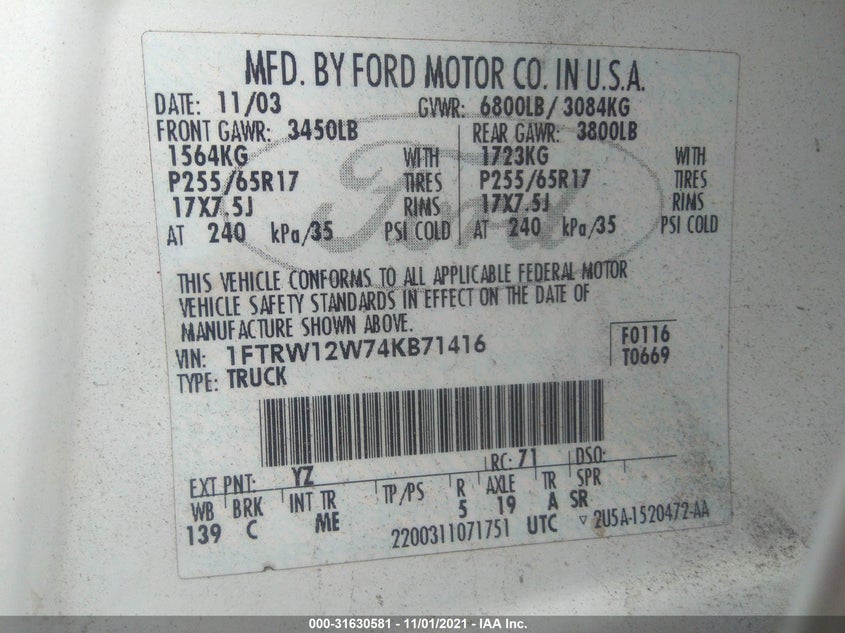 MFD. BY FORD MOTOR CO. IN U.S.A.
DATE: 11/03 GVWR: 6800LB/ 3084KG
FRONT GAWR: 3450LB REAR GAWR: 3800LB
1564KG WITH 1723KG WITH
P255/65R17 TIRES P255/65R17 TIRES
17X7.5J RIMS 17X7.5J RIMS
AT 240 kPa/35 PSI COLD AT 240 kPa/35 PSI COLD
Ford
THIS VEHICLE CONFORMS TO ALL APPLICABLE FEDERAL MOTOR
VEHICLE SAFETY STANDARDS IN EFFECT ON THE DATE OF
MANUFACTURE SHOWN ABOVE.
VIN: 1FTRW12W74KB71416 F0116
TYPE: TRUCK T0669
EXT PNT: YZ RC: 71 DSO:
WB BRK INT TR TP/PS R AXLE TR SPR
139 C ME 5 19 A SR
2200311071751 UTC ▽ 2U5A-1520472-AA
000-31630581 - 11/01/2021 - IAA Inc.